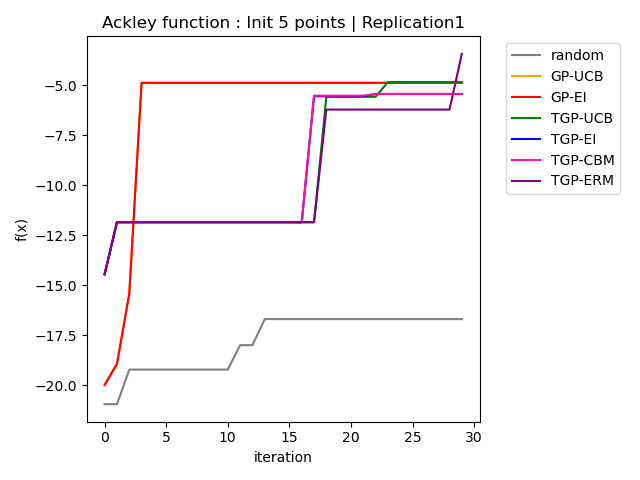 Ackley function : Init 5 points | Replication1
random
GP-UCB
GP-EI
TGP-UCB
TGP-EI
TGP-CBM
TGP-ERM
f(x)
−5.0
−7.5
−10.0
−12.5
−15.0
−17.5
−20.0
0 5 10 15 20 25 30
iteration